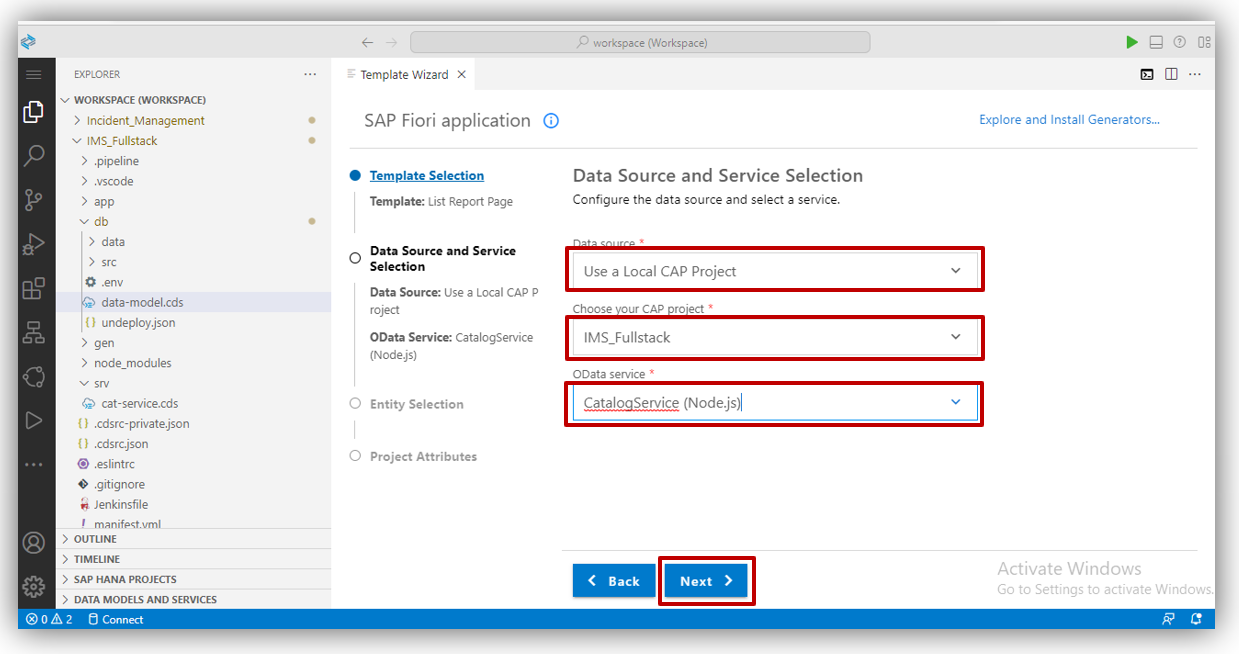 workspace (Workspace)
EXPLORER
Template Wizard
WORKSPACE (WORKSPACE)
Incident_Management
IMS_Fullstack
.pipeline
.vscode
app
db
data
src
.env
data-model.cds
undeploy.json
gen
node_modules
srv
cat-service.cds
.cdsrc-private.json
.cdsrc.json
.eslintrc
.gitignore
Jenkinsfile
manifest.yml
OUTLINE
TIMELINE
SAP HANA PROJECTS
DATA MODELS AND SERVICES
SAP Fiori application
Explore and Install Generators...
Template Selection
Template: List Report Page
Data Source and Service
Selection
Data Source: Use a Local CAP P
roject
OData Service: CatalogService
(Node.js)
Entity Selection
Project Attributes
Data Source and Service Selection
Configure the data source and select a service.
Data source *
Use a Local CAP Project
Choose your CAP project *
IMS_Fullstack
OData service *
CatalogService (Node.js)
Back
Next
Activate Windows
Go to Settings to activate Windows.
0 2 Connect